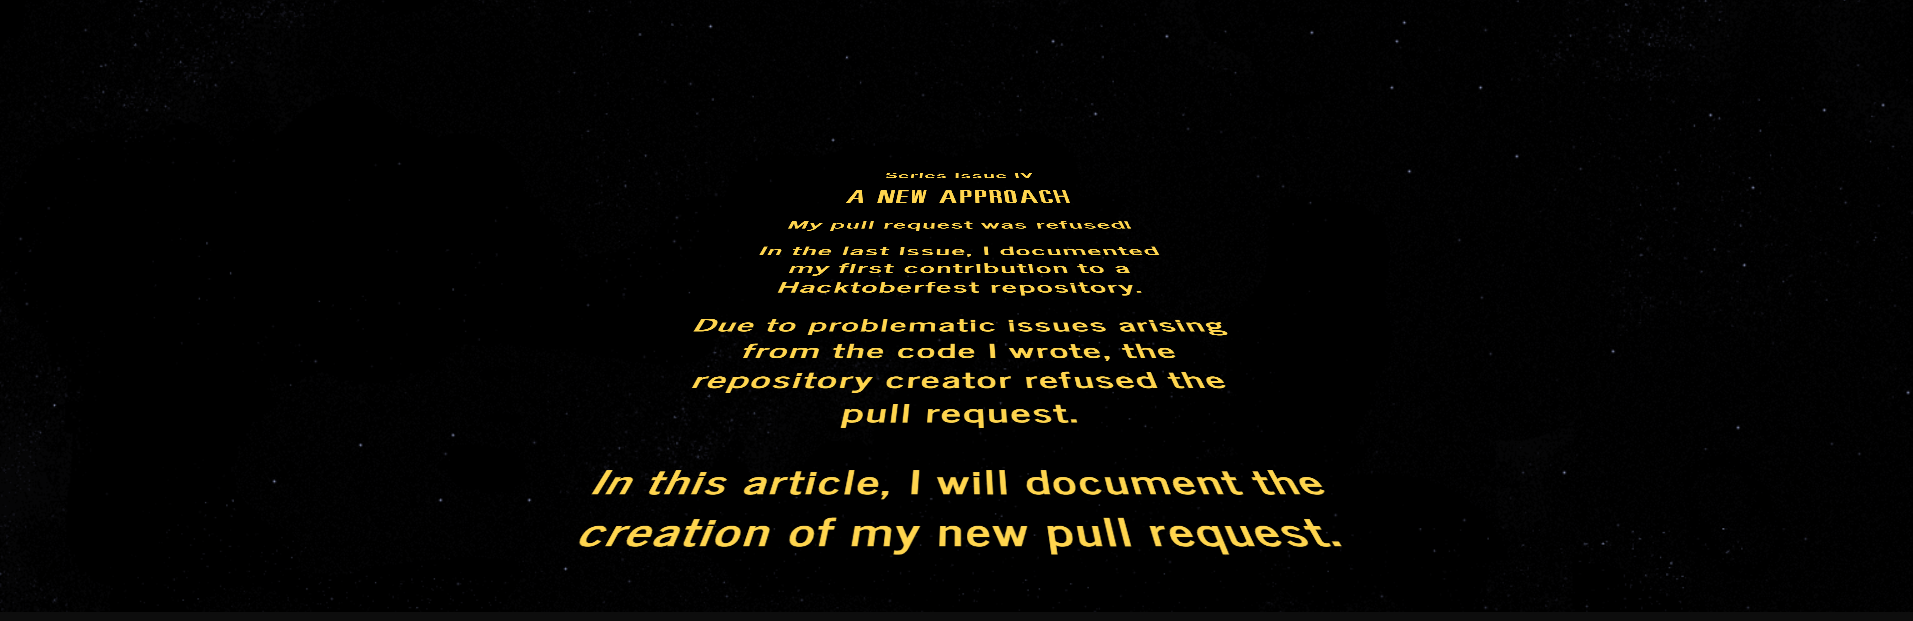 Series Issue IV
A NEW APPROACH
My pull request was refused!
In the last issue, I documented
my first contribution to a
Hacktoberfest repository.
Due to problematic issues arising
from the code I wrote, the
repository creator refused the
pull request.
In this article, I will document the
creation of my new pull request.